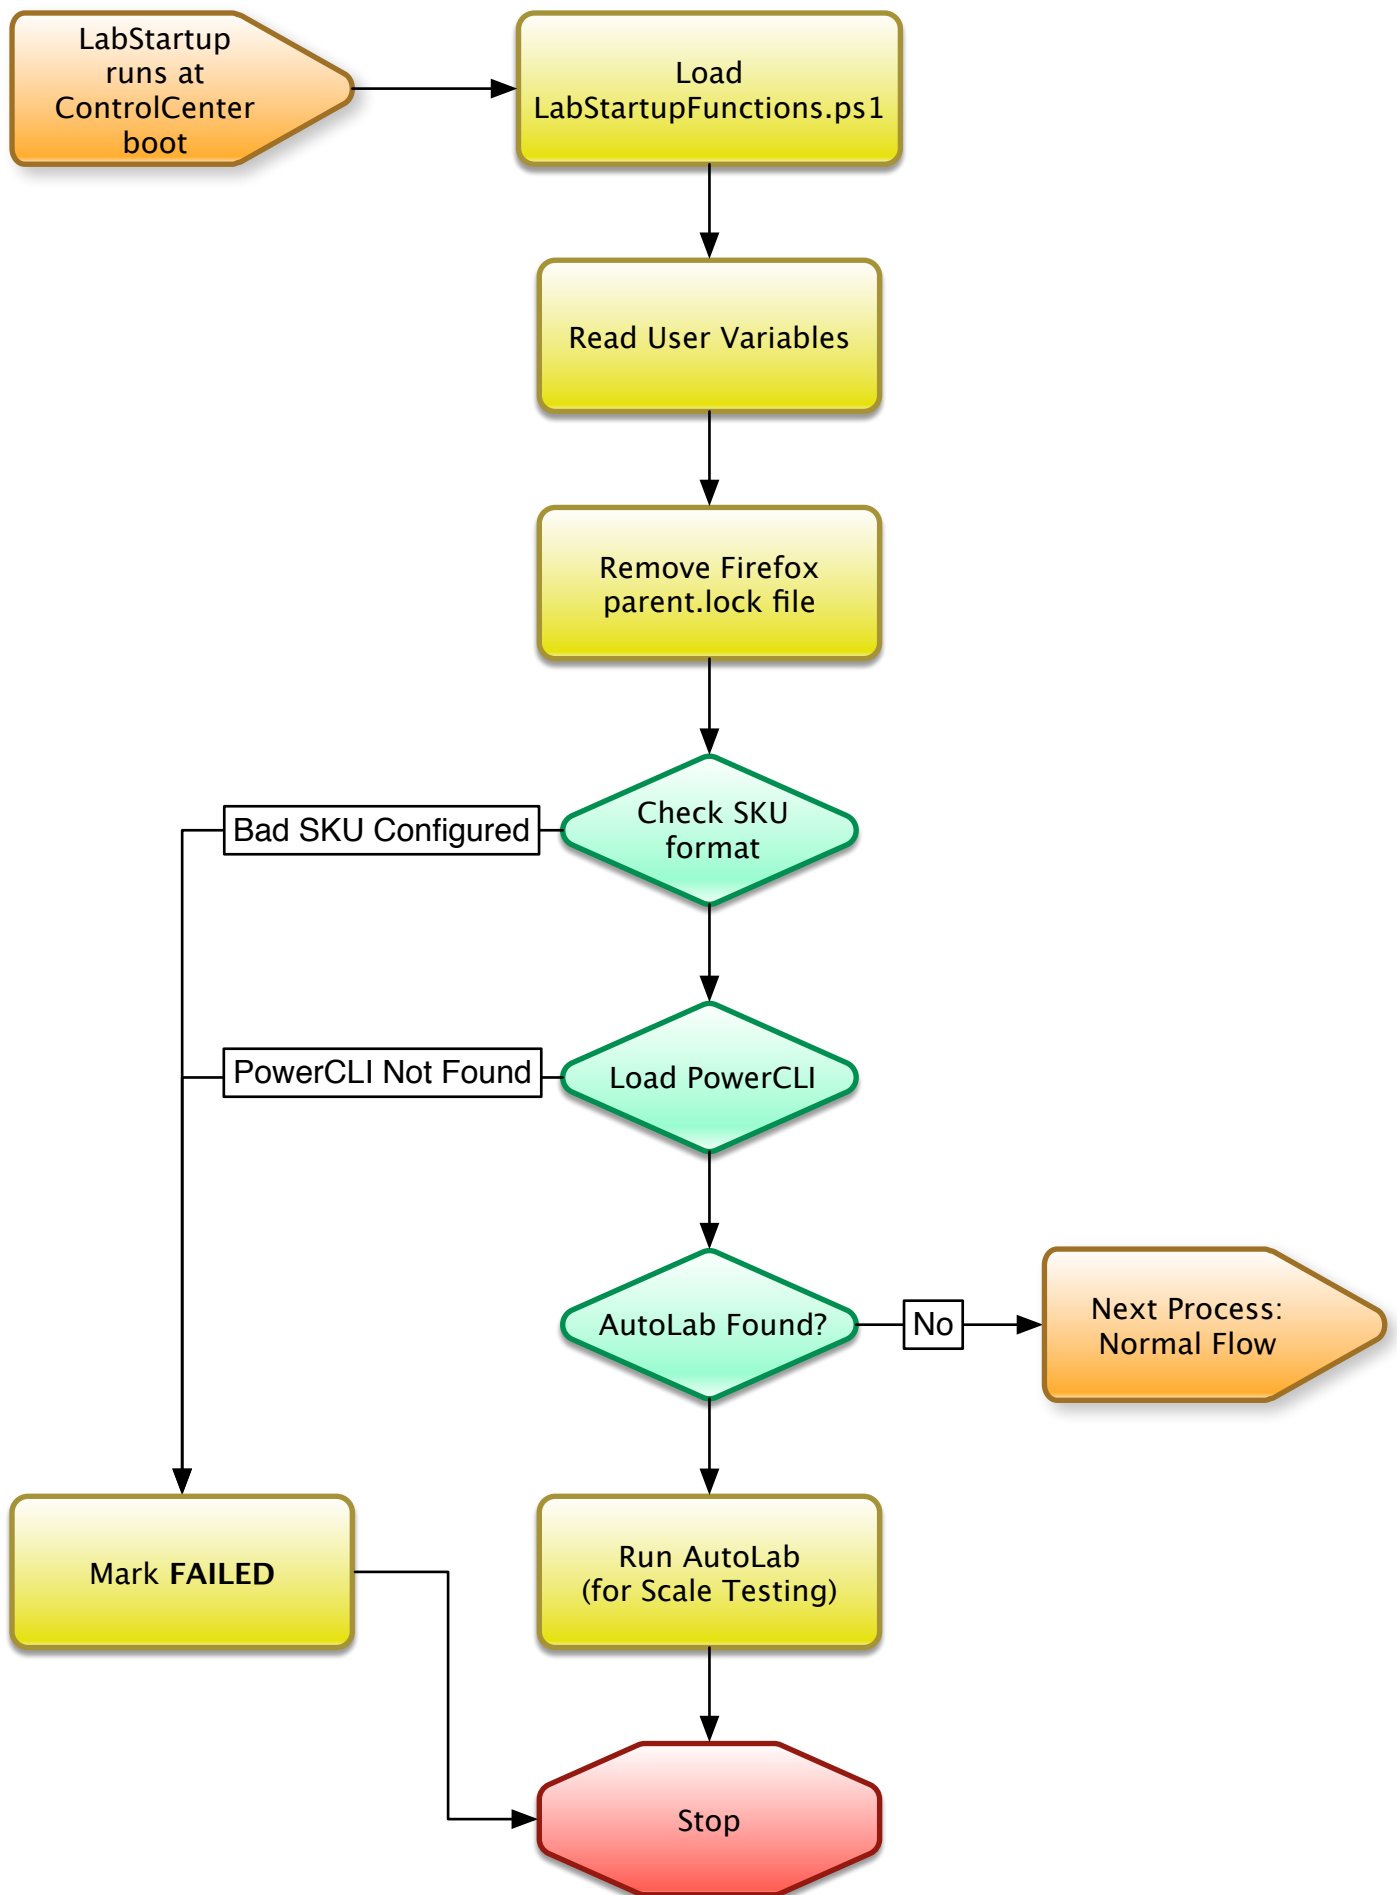 LabStartup
runs at
ControlCenter
boot
Load
LabStartupFunctions.ps1
Read User Variables
Remove Firefox
parent.lock file
Check SKU
format
Bad SKU Configured
Load PowerCLI
PowerCLI Not Found
AutoLab Found?
No
Next Process:
Normal Flow
Mark FAILED
Run AutoLab
(for Scale Testing)
Stop